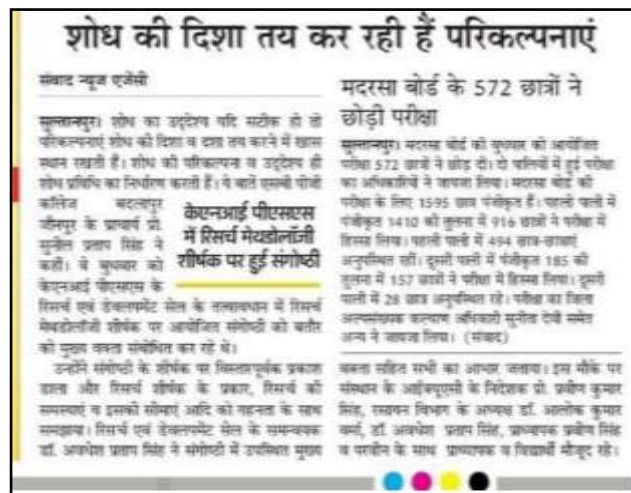 शोध की दिशा तय कर रही हैं परिकल्पनाएं
संवाद न्यूज एजेंसी
सुल्तानपुर। शोध का उद्देश्य यदि सटीक हो तो
परिकल्पनाएं शोध की दिशा व दशा तय करने में खास
स्थान रखती हैं। शोध की परिकल्पना व उद्देश्य ही
शोध प्रविधि का निर्धारण करती हैं। ये बातें एसबी पीजी
कॉलेज बदलापुर
जौनपुर के प्राचार्य प्रो.
सुनील प्रताप सिंह ने
कहीं। वे बुधवार को
केएनआई पीएसएस के
केएनआई पीएसएस
में रिसर्च मेथडोलॉजी
शीर्षक पर हुई संगोष्ठी
रिसर्च एवं डेवलपमेंट सेल के तत्वावधान में रिसर्च
मेथडोलॉजी शीर्षक पर आयोजित संगोष्ठी को बतौर
को मुख्य वक्ता संबोधित कर रहे थे।
उन्होंने संगोष्ठी के शीर्षक पर विस्तारपूर्वक प्रकाश
डाला और रिसर्च शीर्षक के प्रकार, रिसर्च की
समस्याएं व इसकी सीमाएं आदि को गहनता के साथ
समझाया। रिसर्च एवं डेवलपमेंट सेल के समन्वयक
डॉ. अवधेश प्रताप सिंह ने संगोष्ठी में उपस्थित मुख्य
वक्ता सहित सभी का आभार जताया। इस मौके पर
संस्थान के आईक्यूएसी के निदेशक प्रो. प्रवीण कुमार
सिंह, रसायन विभाग के अध्यक्ष डॉ. आलोक कुमार
वर्मा, डॉ. अवधेश प्रताप सिंह, प्राध्यापक प्रवीण सिंह
व परवीन के साथ प्राध्यापक व विद्यार्थी मौजूद रहे।
मदरसा बोर्ड के 572 छात्रों ने
छोड़ी परीक्षा
सुल्तानपुर। मदरसा बोर्ड की बुधवार को आयोजित
परीक्षा 572 छात्रों ने छोड़ दी। दो पालियों में हुई परीक्षा
का अधिकारियों ने जायजा लिया। मदरसा बोर्ड की
परीक्षा के लिए 1595 छात्र पंजीकृत हैं। पहली पाली में
पंजीकृत 1410 की तुलना में 916 छात्रों ने परीक्षा में
हिस्सा लिया। पहली पाली में 494 छात्र-छात्राएं
अनुपस्थित रहीं। दूसरी पाली में पंजीकृत 185 की
तुलना में 157 छात्रों ने परीक्षा में हिस्सा लिया। दूसरी
पाली में 28 छात्र अनुपस्थित रहे। परीक्षा का जिला
अल्पसंख्यक कल्याण अधिकारी सुनीता देवी समेत
अन्य ने जायजा लिया। (संवाद)